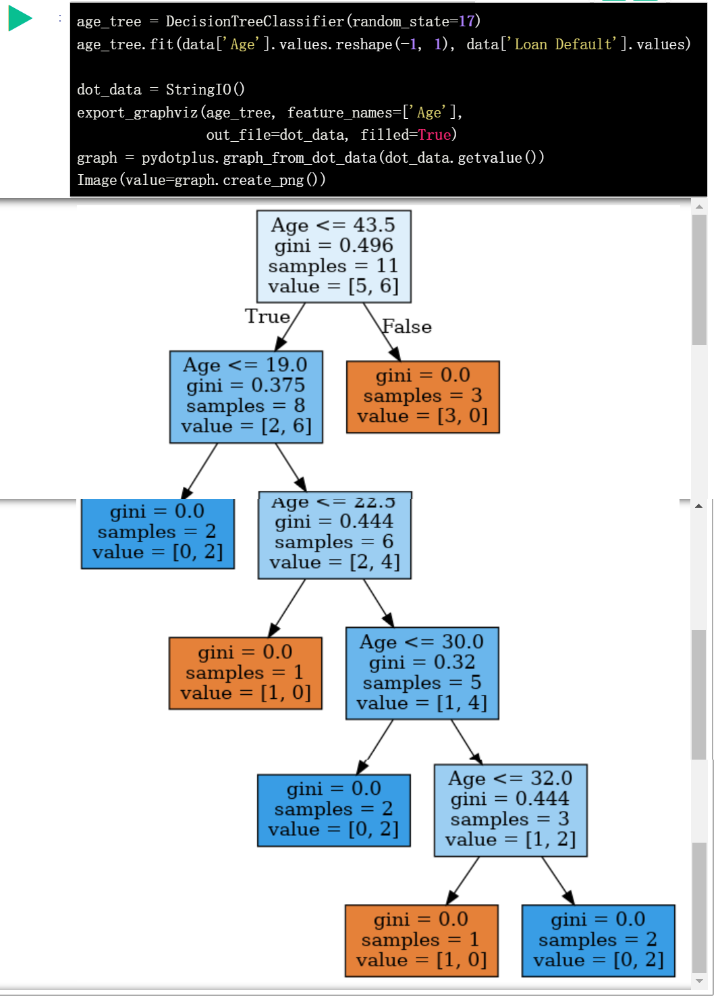 :
age_tree = DecisionTreeClassifier(random_state=17)
age_tree.fit(data['Age'].values.reshape(-1, 1), data['Loan Default'].values)
dot_data = StringIO()
export_graphviz(age_tree, feature_names=['Age'],
out_file=dot_data, filled=True)
graph = pydotplus.graph_from_dot_data(dot_data.getvalue())
Image(value=graph.create_png())
Age <= 43.5
gini = 0.496
samples = 11
value = [5, 6]
True
False
Age <= 19.0
gini = 0.375
samples = 8
value = [2, 6]
gini = 0.0
samples = 3
value = [3, 0]
gini = 0.0
samples = 2
value = [0, 2]
Age <= 22.5
gini = 0.444
samples = 6
value = [2, 4]
gini = 0.0
samples = 1
value = [1, 0]
Age <= 30.0
gini = 0.32
samples = 5
value = [1, 4]
gini = 0.0
samples = 2
value = [0, 2]
Age <= 32.0
gini = 0.444
samples = 3
value = [1, 2]
gini = 0.0
samples = 1
value = [1, 0]
gini = 0.0
samples = 2
value = [0, 2]